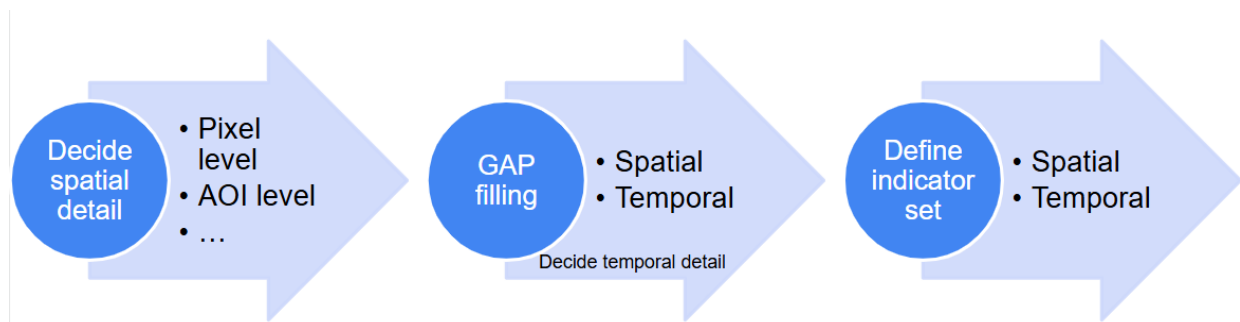 Decide
spatial
detail
• Pixel
level
• AOI level
• …
GAP
filling
• Spatial
• Temporal
Decide temporal detail
Define
indicator
set
• Spatial
• Temporal